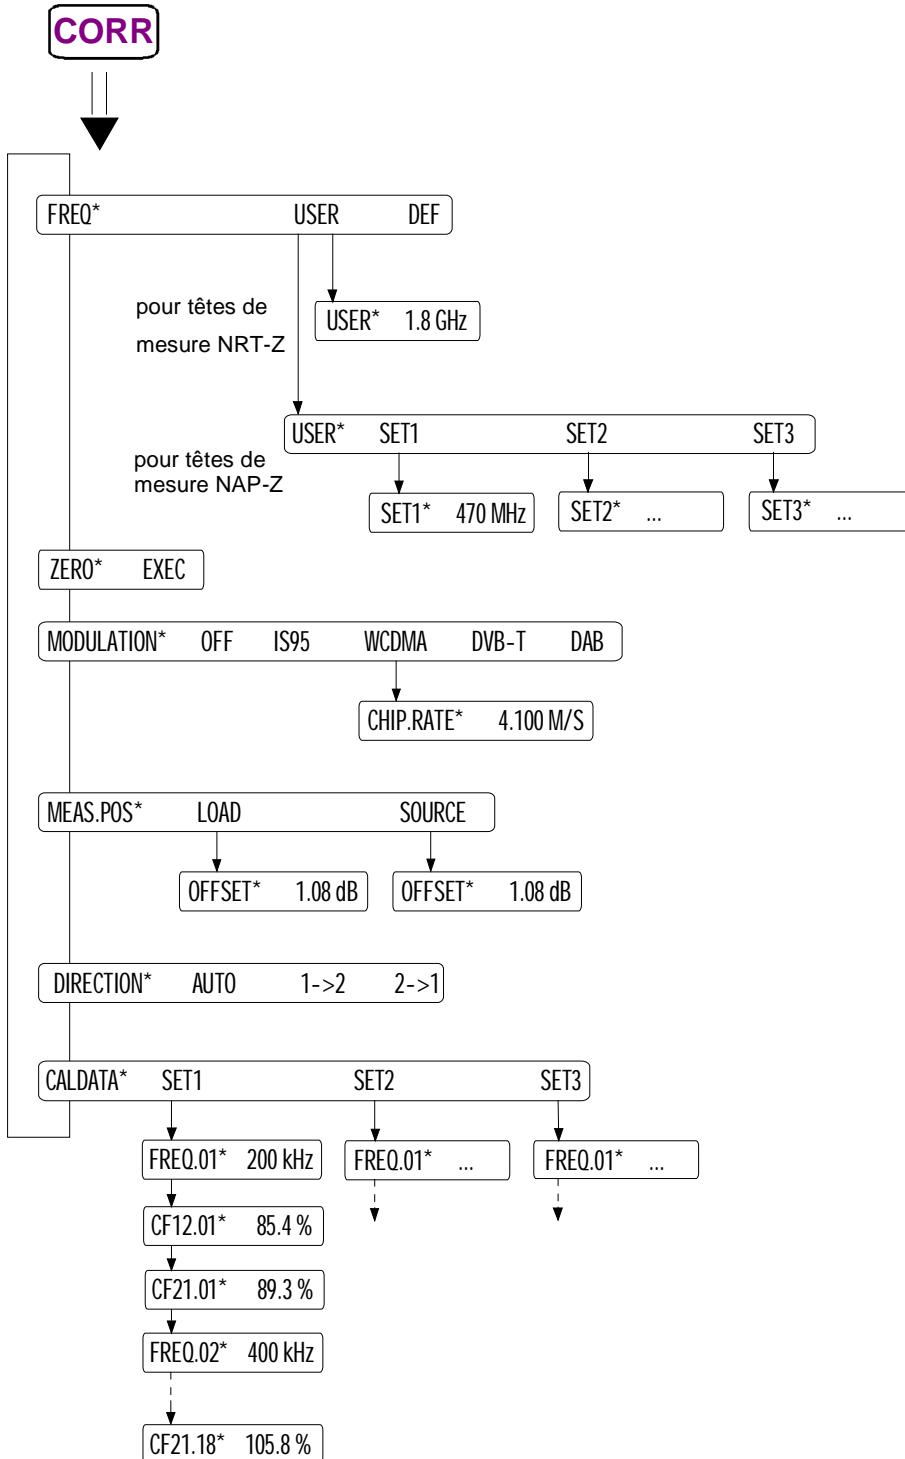 CORR
FREQ* USER DEF
pour têtes de
mesure NRT-Z
USER* 1.8 GHz
USER* SET1 SET2 SET3
pour têtes de
mesure NAP-Z
SET1* 470 MHz SET2* ... SET3* ...
ZERO* EXEC
MODULATION* OFF IS95 WCDMA DVB-T DAB
CHIP.RATE* 4.100 M/S
MEAS.POS* LOAD SOURCE
OFFSET* 1.08 dB OFFSET* 1.08 dB
DIRECTION* AUTO 1->2 2->1
CALDATA* SET1 SET2 SET3
FREQ.01* 200 kHz FREQ.01* ... FREQ.01* ...
CF12.01* 85.4 %
CF21.01* 89.3 %
FREQ.02* 400 kHz
CF21.18* 105.8 %